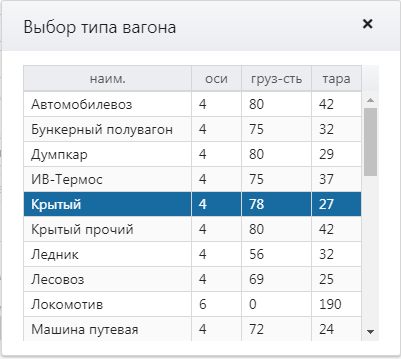 Выбор типа вагона ×
наим. оси груз-сть тара
Автомобилевоз 4 80 42
Бункерный полувагон 4 75 32
Думпкар 4 80 29
ИВ-Термос 4 75 37
Крытый 4 78 27
Крытый прочий 4 80 42
Ледник 4 56 32
Лесовоз 4 69 25
Локомотив 6 0 190
Машина путевая 4 72 24